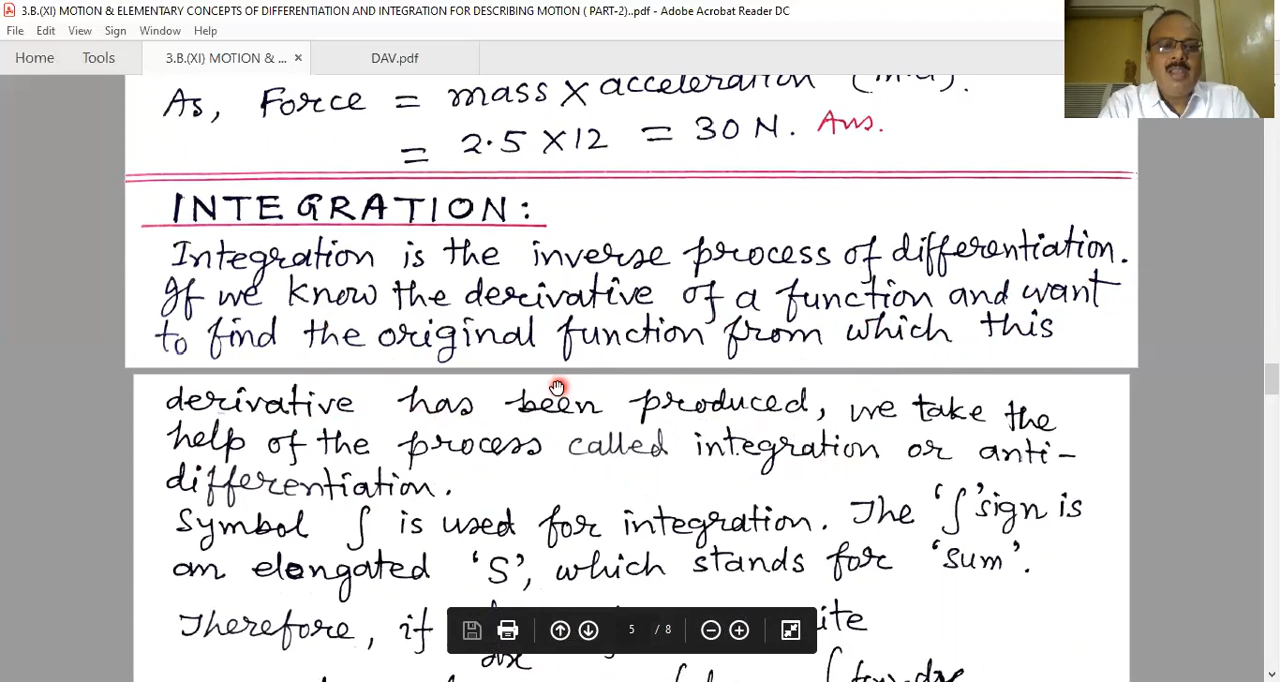 3.B.(XI) MOTION & ELEMENTARY CONCEPTS OF DIFFERENTIATION AND INTEGRATION FOR DESCRIBING MOTION ( PART-2)..pdf - Adobe Acrobat Reader DC
File Edit View Sign Window Help
Home Tools 3.B.(XI) MOTION & ... × DAV.pdf
As, Force = mass X acceleration
= 2.5 X 12 = 30 N. Ans.
INTEGRATION:
Integration is the inverse process of differentiation.
If we know the derivative of a function and want
to find the original function from which this
derivative has been produced, we take the
help of the process called integration or anti-
differentiation.
Symbol ∫ is used for integration. The '∫' sign is
an elongated 'S', which stands for 'sum'.
Therefore, if
5 / 8